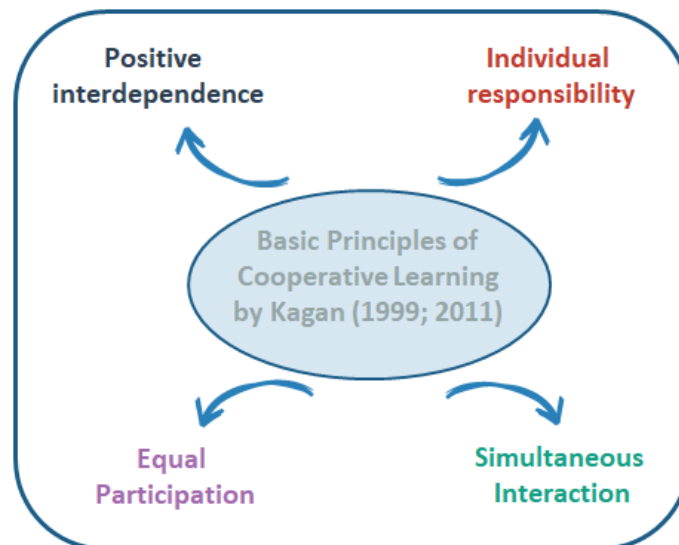 Positive
interdependence
Individual
responsibility
Basic Principles of
Cooperative Learning
by Kagan (1999; 2011)
Equal
Participation
Simultaneous
Interaction